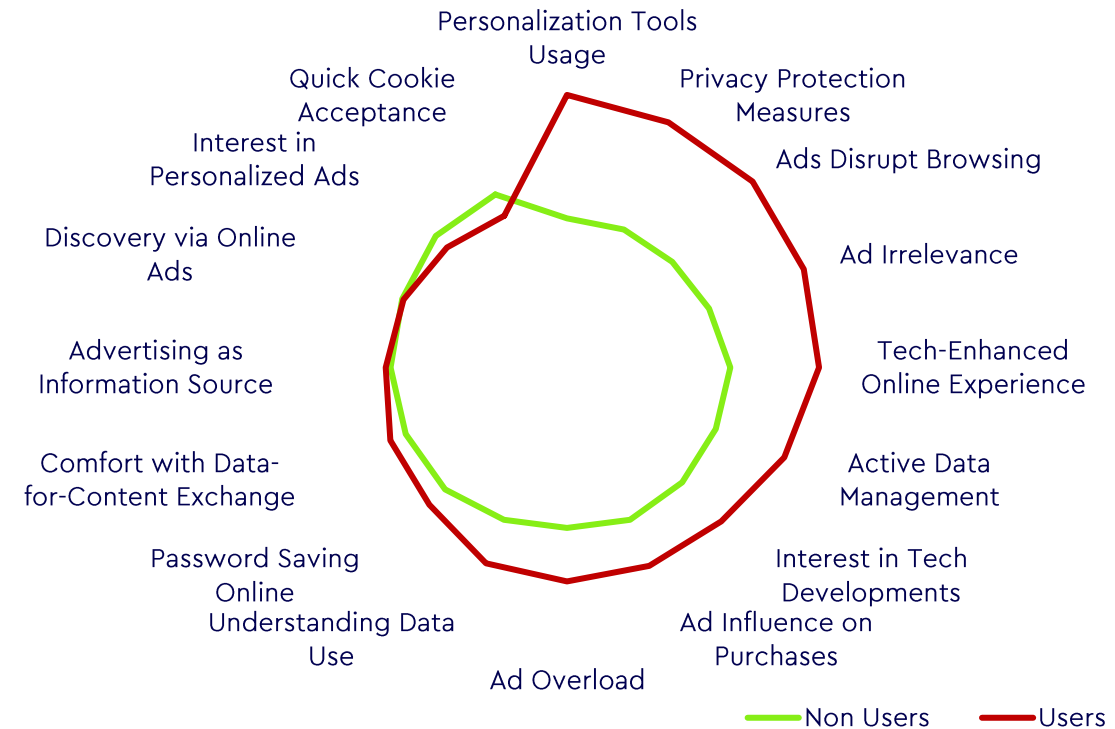 Personalization Tools
Usage
Privacy Protection
Measures
Ads Disrupt Browsing
Ad Irrelevance
Tech-Enhanced
Online Experience
Active Data
Management
Interest in Tech
Developments
Ad Influence on
Purchases
Ad Overload
Understanding Data
Use
Password Saving
Online
Comfort with Data-
for-Content Exchange
Advertising as
Information Source
Discovery via Online
Ads
Interest in
Personalized Ads
Quick Cookie
Acceptance
Non Users
Users